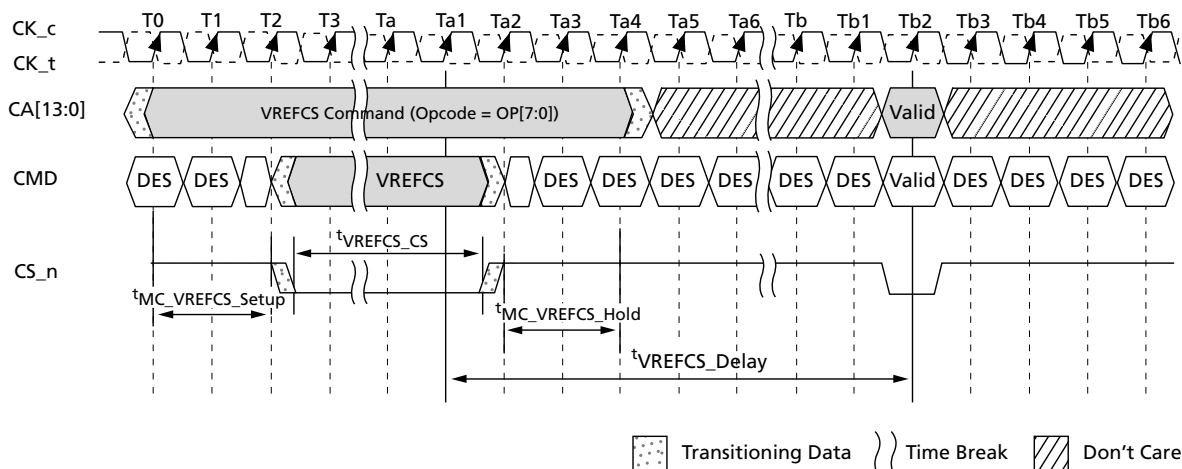 T0 T1 T2 T3 Ta Ta1 Ta2 Ta3 Ta4 Ta5 Ta6 Tb Tb1 Tb2 Tb3 Tb4 Tb5 Tb6
CK_c
CK_t
CA[13:0] VREFCS Command (Opcode = OP[7:0]) Valid
CMD DES DES VREFCS DES DES DES DES DES DES Valid DES DES DES DES
tVREFCS_CS
CS_n
tMC_VREFCS_Setup tMC_VREFCS_Hold
tVREFCS_Delay
Transitioning Data Time Break Don't Care